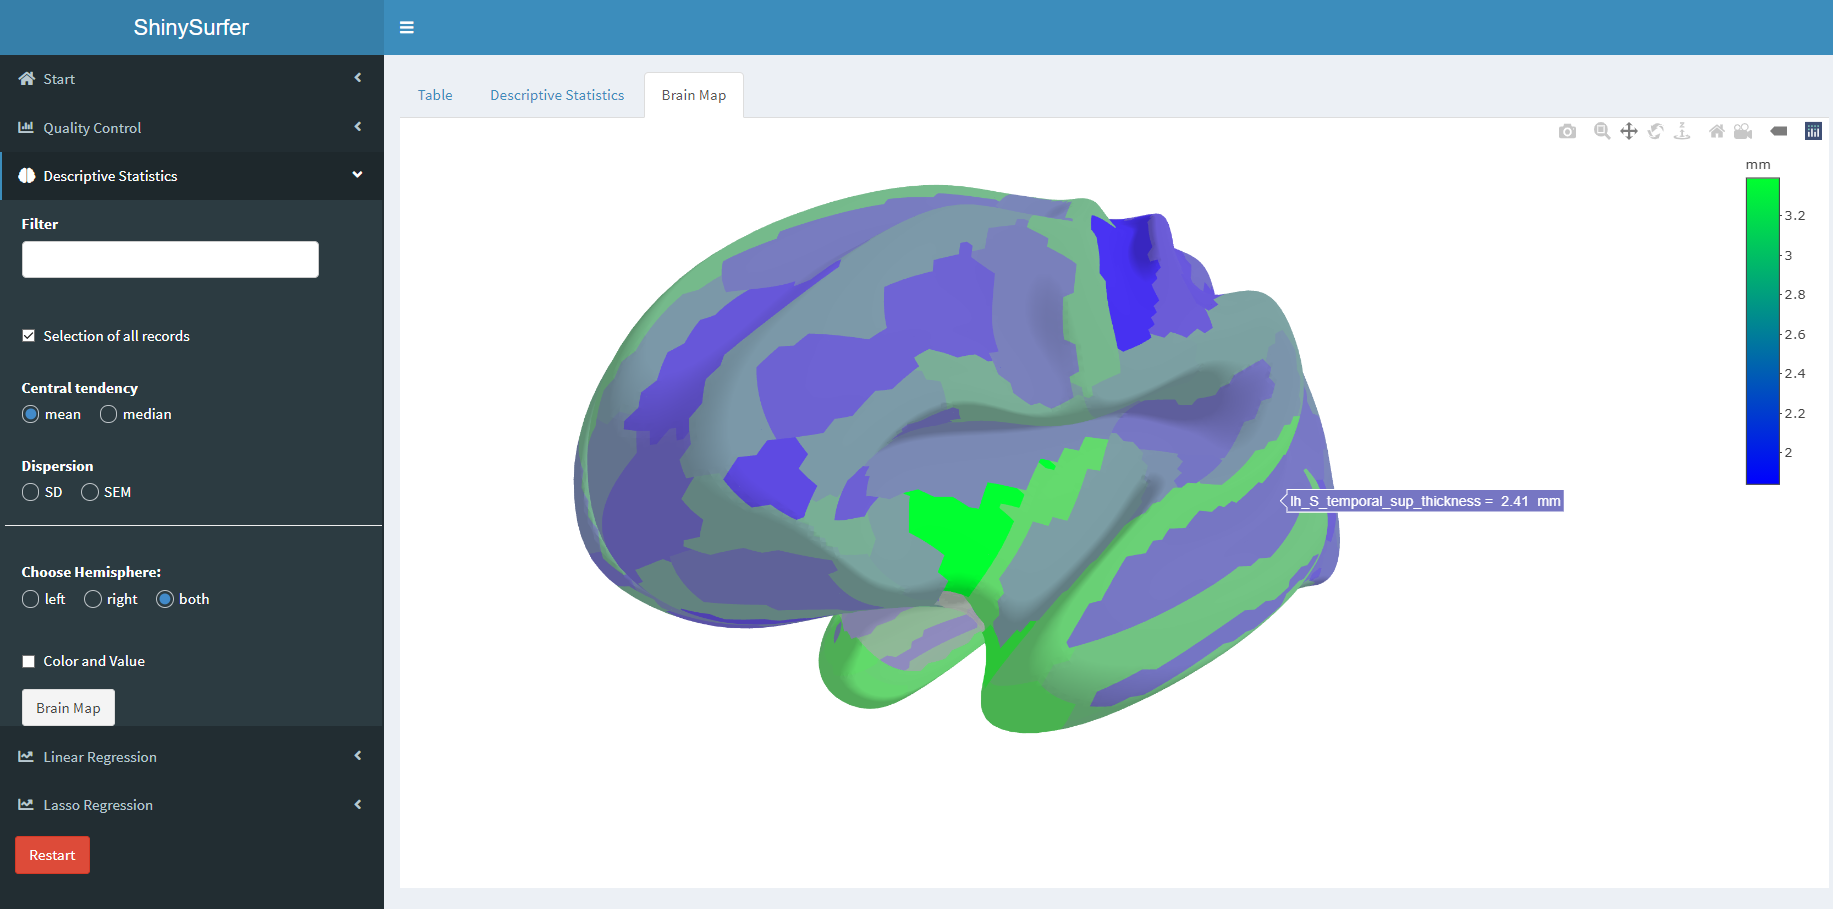 ShinySurfer
Start
Quality Control
Descriptive Statistics
Filter
Selection of all records
Central tendency
mean median
Dispersion
SD SEM
Choose Hemisphere:
left right both
Color and Value
Brain Map
Linear Regression
Lasso Regression
Restart
Table Descriptive Statistics Brain Map
mm
3.2
3
2.8
2.6
2.4
2.2
2
lh_S_temporal_sup_thickness = 2.41 mm